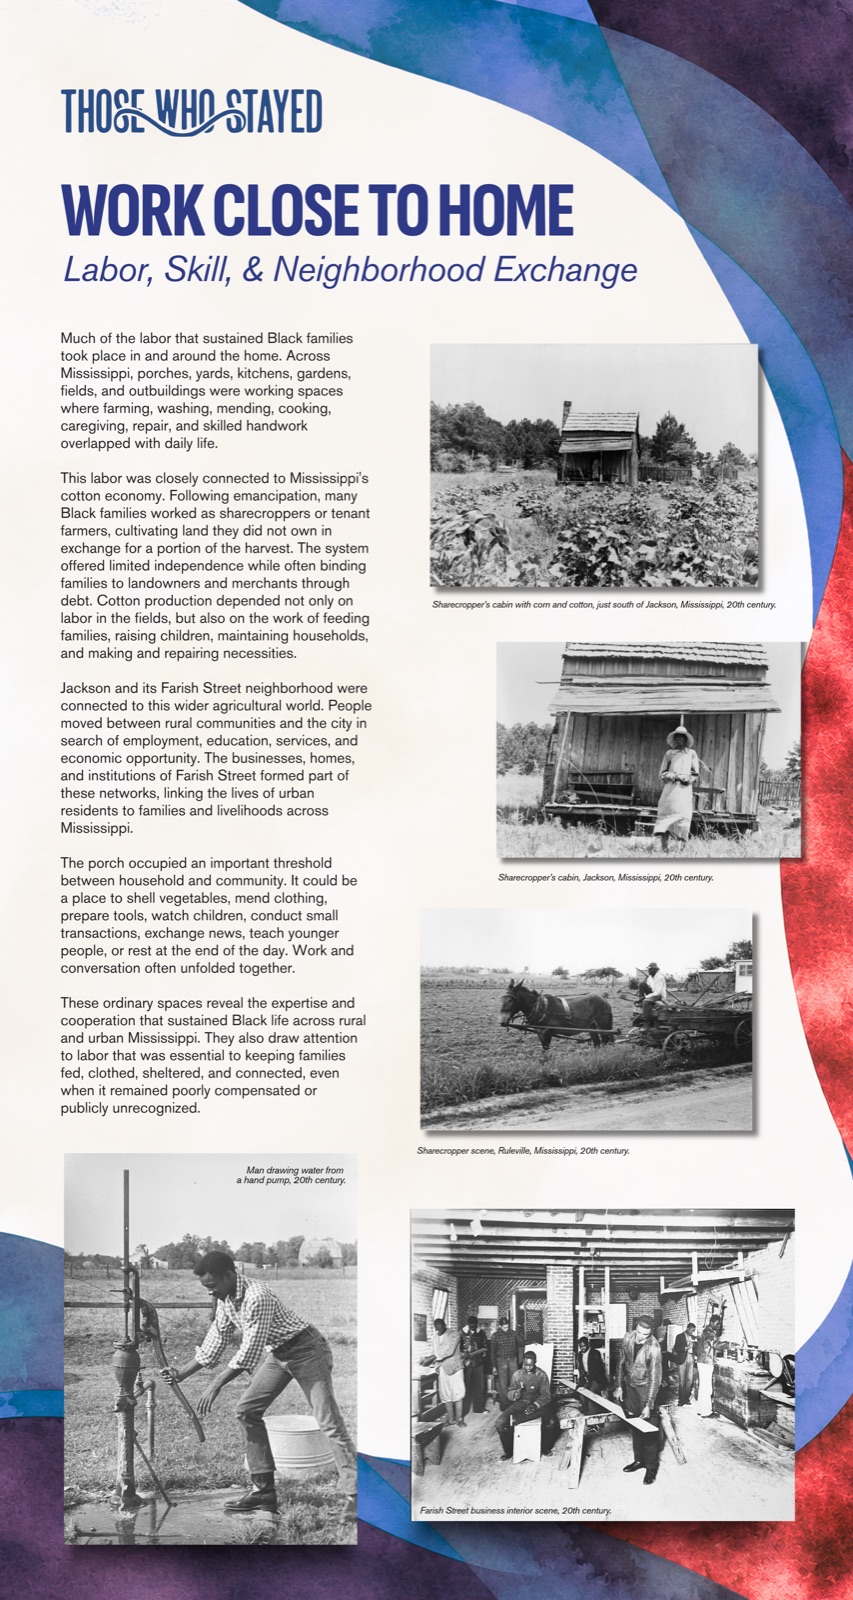 THOSE WHO STAYED
WORK CLOSE TO HOME
Labor, Skill, & Neighborhood Exchange
Much of the labor that sustained Black families
took place in and around the home. Across
Mississippi, porches, yards, kitchens, gardens,
fields, and outbuildings were working spaces
where farming, washing, mending, cooking,
caregiving, repair, and skilled handwork
overlapped with daily life.
This labor was closely connected to Mississippi's
cotton economy. Following emancipation, many
Black families worked as sharecroppers or tenant
farmers, cultivating land they did not own in
exchange for a portion of the harvest. The system
offered limited independence while often binding
families to landowners and merchants through
debt. Cotton production depended not only on
labor in the fields, but also on the work of feeding
families, raising children, maintaining households,
and making and repairing necessities.
Jackson and its Farish Street neighborhood were
connected to this wider agricultural world. People
moved between rural communities and the city in
search of employment, education, services, and
economic opportunity. The businesses, homes,
and institutions of Farish Street formed part of
these networks, linking the lives of urban
residents to families and livelihoods across
Mississippi.
The porch occupied an important threshold
between household and community. It could be
a place to shell vegetables, mend clothing,
prepare tools, watch children, conduct small
transactions, exchange news, teach younger
people, or rest at the end of the day. Work and
conversation often unfolded together.
These ordinary spaces reveal the expertise and
cooperation that sustained Black life across rural
and urban Mississippi. They also draw attention
to labor that was essential to keeping families
fed, clothed, sheltered, and connected, even
when it remained poorly compensated or
publicly unrecognized.
Sharecropper's cabin with corn and cotton, just south of Jackson, Mississippi, 20th century.
Sharecropper's cabin, Jackson, Mississippi, 20th century.
Sharecropper scene, Ruleville, Mississippi, 20th century.
Man drawing water from
a hand pump, 20th century.
Farish Street business interior scene, 20th century.